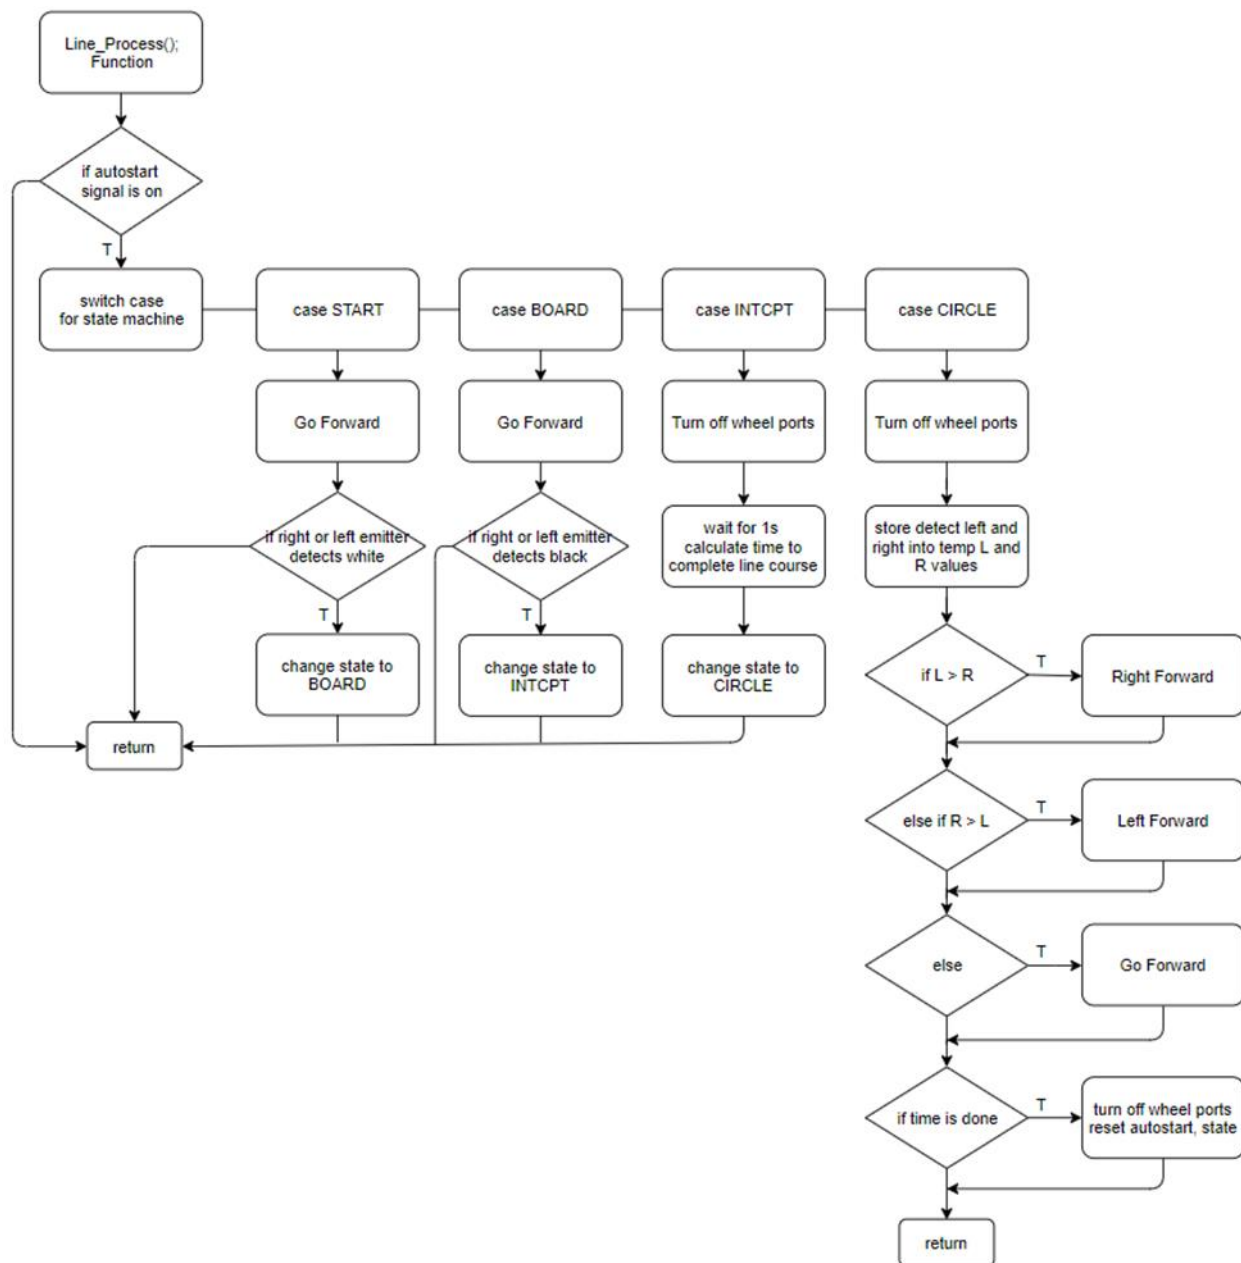 Line_Process();
Function
if autostart
signal is on
T
switch case
for state machine
case START
case BOARD
case INTCPT
case CIRCLE
Go Forward
Go Forward
Turn off wheel ports
Turn off wheel ports
if right or left emitter
detects white
if right or left emitter
detects black
wait for 1s
calculate time to
complete line course
store detect left and
right into temp L and
R values
T
T
change state to
BOARD
change state to
INTCPT
change state to
CIRCLE
if L > R
T
Right Forward
return
else if R > L
T
Left Forward
else
T
Go Forward
if time is done
T
turn off wheel ports
reset autostart, state
return